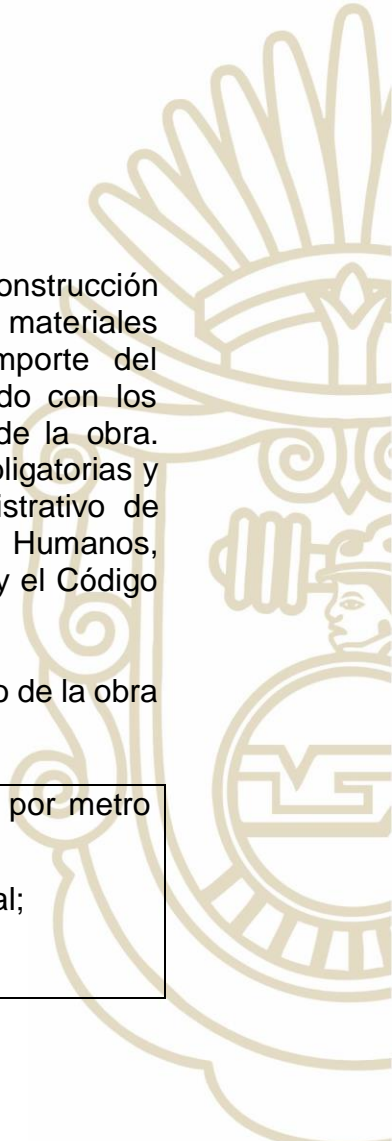 onstrucción
materiales
mporte del
do con los
de la obra.
oligatorias y
istrativo de
Humanos,
y el Código
o de la obra
por metro
al;